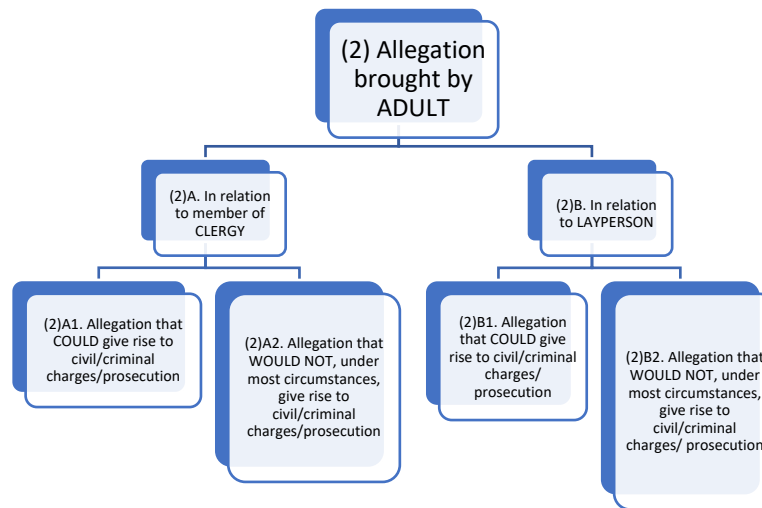 (2) Allegation
brought by
ADULT
(2)A. In relation
to member of
CLERGY
(2)B. In relation
to LAYPERSON
(2)A1. Allegation that
COULD give rise to
civil/criminal
charges/prosecution
(2)A2. Allegation that
WOULD NOT, under
most circumstances,
give rise to
civil/criminal
charges/prosecution
(2)B1. Allegation
that COULD give
rise to civil/criminal
charges/
prosecution
(2)B2. Allegation that
WOULD NOT, under
most circumstances,
give rise to
civil/criminal
charges/ prosecution